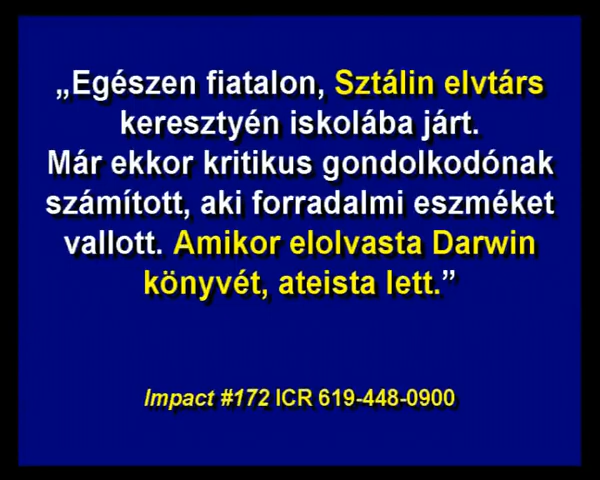 „Egészen fiatalon, Sztálin elvtárs
keresztyén iskolába járt.
Már ekkor kritikus gondolkodónak
számított, aki forradalmi eszméket
vallott. Amikor elolvasta Darwin
könyvét, ateista lett.”
Impact #172 ICR 619-448-0900